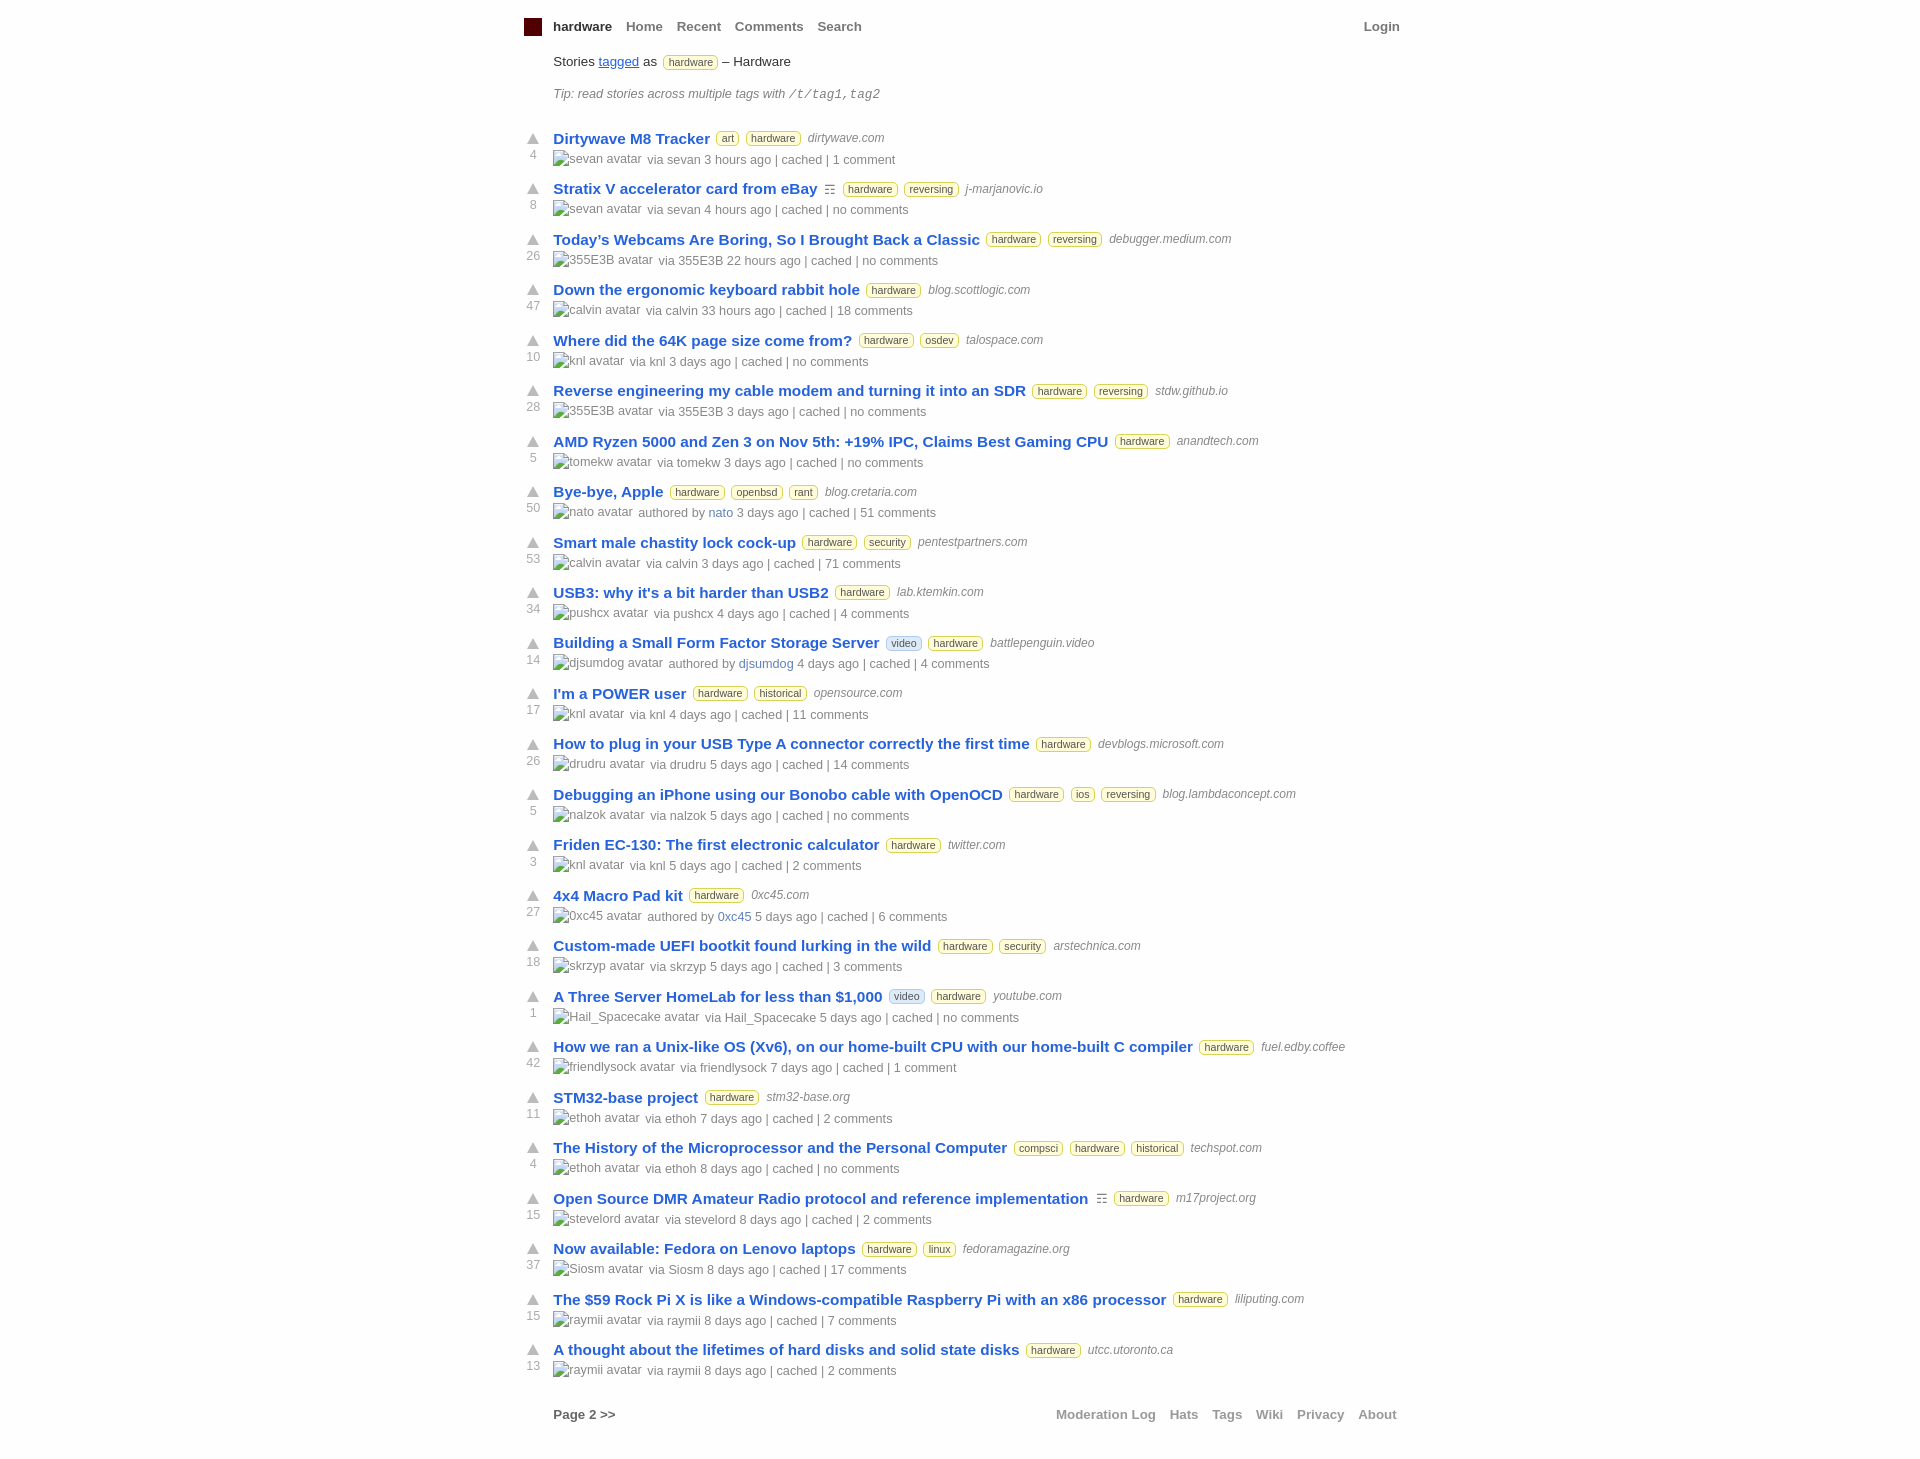 hardware Home Recent Comments Search Login
Stories tagged as hardware – Hardware
Tip: read stories across multiple tags with /t/tag1,tag2
Dirtywave M8 Tracker art hardware dirtywave.com
4 sevan avatar via sevan 3 hours ago | cached | 1 comment
Stratix V accelerator card from eBay ☶ hardware reversing j-marjanovic.io
8 sevan avatar via sevan 4 hours ago | cached | no comments
Today’s Webcams Are Boring, So I Brought Back a Classic hardware reversing debugger.medium.com
26 355E3B avatar via 355E3B 22 hours ago | cached | no comments
Down the ergonomic keyboard rabbit hole hardware blog.scottlogic.com
47 calvin avatar via calvin 33 hours ago | cached | 18 comments
Where did the 64K page size come from? hardware osdev talospace.com
10 knl avatar via knl 3 days ago | cached | no comments
Reverse engineering my cable modem and turning it into an SDR hardware reversing stdw.github.io
28 355E3B avatar via 355E3B 3 days ago | cached | no comments
AMD Ryzen 5000 and Zen 3 on Nov 5th: +19% IPC, Claims Best Gaming CPU hardware anandtech.com
5 tomekw avatar via tomekw 3 days ago | cached | no comments
Bye-bye, Apple hardware openbsd rant blog.cretaria.com
50 nato avatar authored by nato 3 days ago | cached | 51 comments
Smart male chastity lock cock-up hardware security pentestpartners.com
53 calvin avatar via calvin 3 days ago | cached | 71 comments
USB3: why it's a bit harder than USB2 hardware lab.ktemkin.com
34 pushcx avatar via pushcx 4 days ago | cached | 4 comments
Building a Small Form Factor Storage Server video hardware battlepenguin.video
14 djsumdog avatar authored by djsumdog 4 days ago | cached | 4 comments
I'm a POWER user hardware historical opensource.com
17 knl avatar via knl 4 days ago | cached | 11 comments
How to plug in your USB Type A connector correctly the first time hardware devblogs.microsoft.com
26 drudru avatar via drudru 5 days ago | cached | 14 comments
Debugging an iPhone using our Bonobo cable with OpenOCD hardware ios reversing blog.lambdaconcept.com
5 nalzok avatar via nalzok 5 days ago | cached | no comments
Friden EC-130: The first electronic calculator hardware twitter.com
3 knl avatar via knl 5 days ago | cached | 2 comments
4x4 Macro Pad kit hardware 0xc45.com
27 0xc45 avatar authored by 0xc45 5 days ago | cached | 6 comments
Custom-made UEFI bootkit found lurking in the wild hardware security arstechnica.com
18 skrzyp avatar via skrzyp 5 days ago | cached | 3 comments
A Three Server HomeLab for less than $1,000 video hardware youtube.com
1 Hail_Spacecake avatar via Hail_Spacecake 5 days ago | cached | no comments
How we ran a Unix-like OS (Xv6), on our home-built CPU with our home-built C compiler hardware fuel.edby.coffee
42 friendlysock avatar via friendlysock 7 days ago | cached | 1 comment
STM32-base project hardware stm32-base.org
11 ethoh avatar via ethoh 7 days ago | cached | 2 comments
The History of the Microprocessor and the Personal Computer compsci hardware historical techspot.com
4 ethoh avatar via ethoh 8 days ago | cached | no comments
Open Source DMR Amateur Radio protocol and reference implementation ☶ hardware m17project.org
15 stevelord avatar via stevelord 8 days ago | cached | 2 comments
Now available: Fedora on Lenovo laptops hardware linux fedoramagazine.org
37 Siosm avatar via Siosm 8 days ago | cached | 17 comments
The $59 Rock Pi X is like a Windows-compatible Raspberry Pi with an x86 processor hardware liliputing.com
15 raymii avatar via raymii 8 days ago | cached | 7 comments
A thought about the lifetimes of hard disks and solid state disks hardware utcc.utoronto.ca
13 raymii avatar via raymii 8 days ago | cached | 2 comments
Page 2 >> Moderation Log Hats Tags Wiki Privacy About